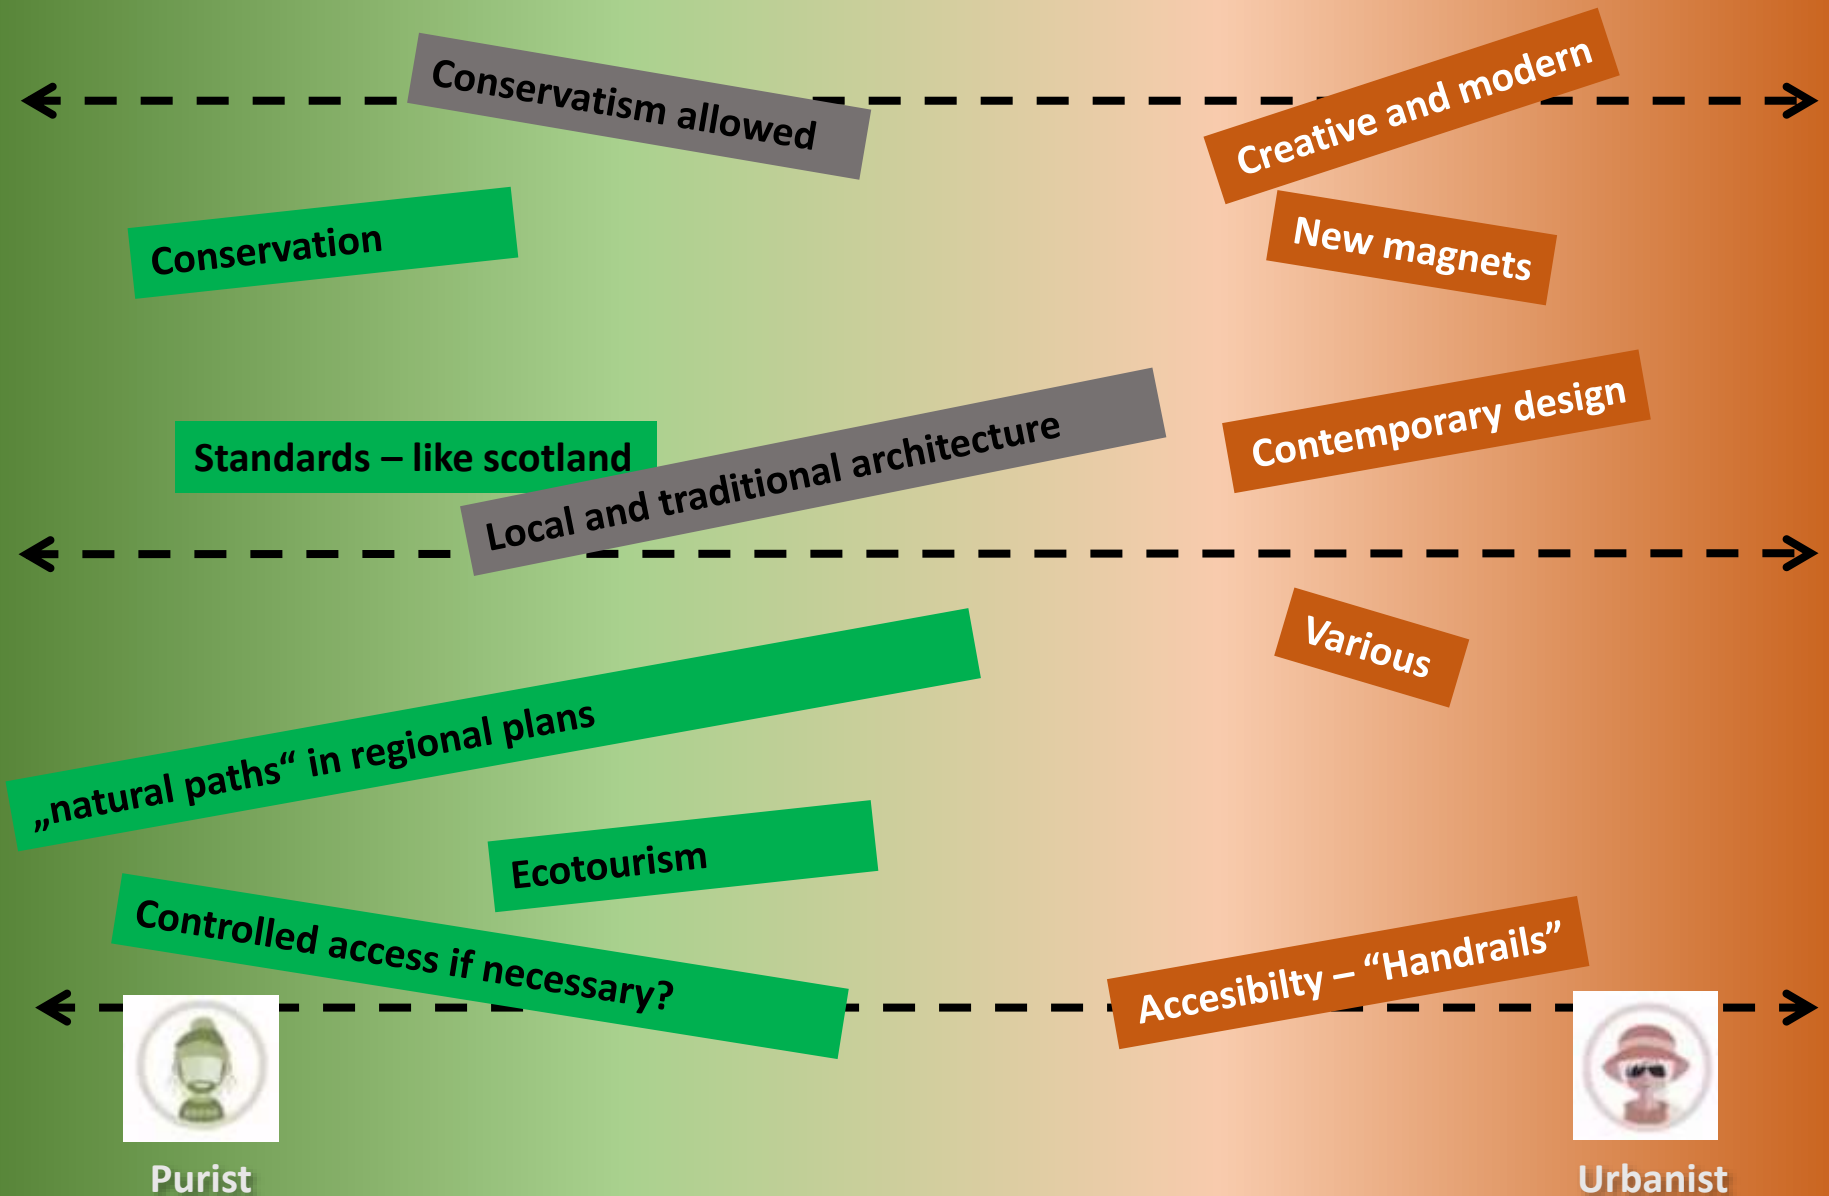 Conservatism allowed
Creative and modern
Conservation
New magnets
Standards – like scotland
Local and traditional architecture
Contemporary design
Various
„natural paths“ in regional plans
Ecotourism
Controlled access if necessary?
Accesibilty – “Handrails”
Purist
Urbanist